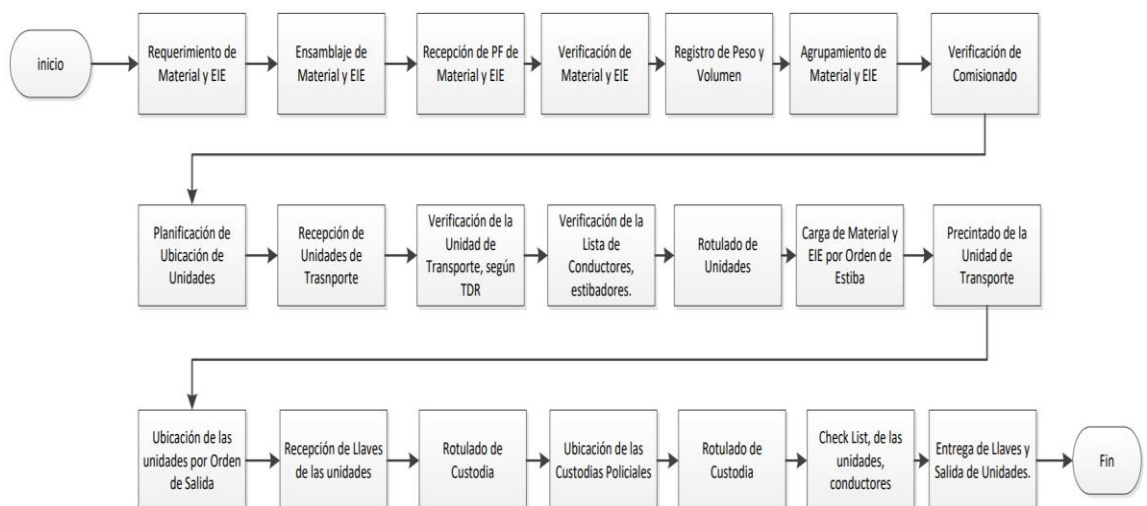 inicio
Requerimiento de
Material y EIE
Ensamblaje de
Material y EIE
Recepción de PF de
Material y EIE
Verificación de
Material y EIE
Registro de Peso y
Volumen
Agrupamiento de
Material y EIE
Verificación de
Comisionado
Planificación de
Ubicación de
Unidades
Recepción de
Unidades de
Trasnporte
Verificación de la
Unidad de
Transporte, según
TDR
Verificación de la
Lista de
Conductores,
estibadores.
Rotulado de
Unidades
Carga de Material y
EIE por Orden de
Estiba
Precintado de la
Unidad de
Transporte
Ubicación de las
unidades por Orden
de Salida
Recepción de Llaves
de las unidades
Rotulado de
Custodia
Ubicación de las
Custodias Policiales
Rotulado de
Custodia
Check List, de las
unidades,
conductores
Entrega de Llaves y
Salida de Unidades.
Fin